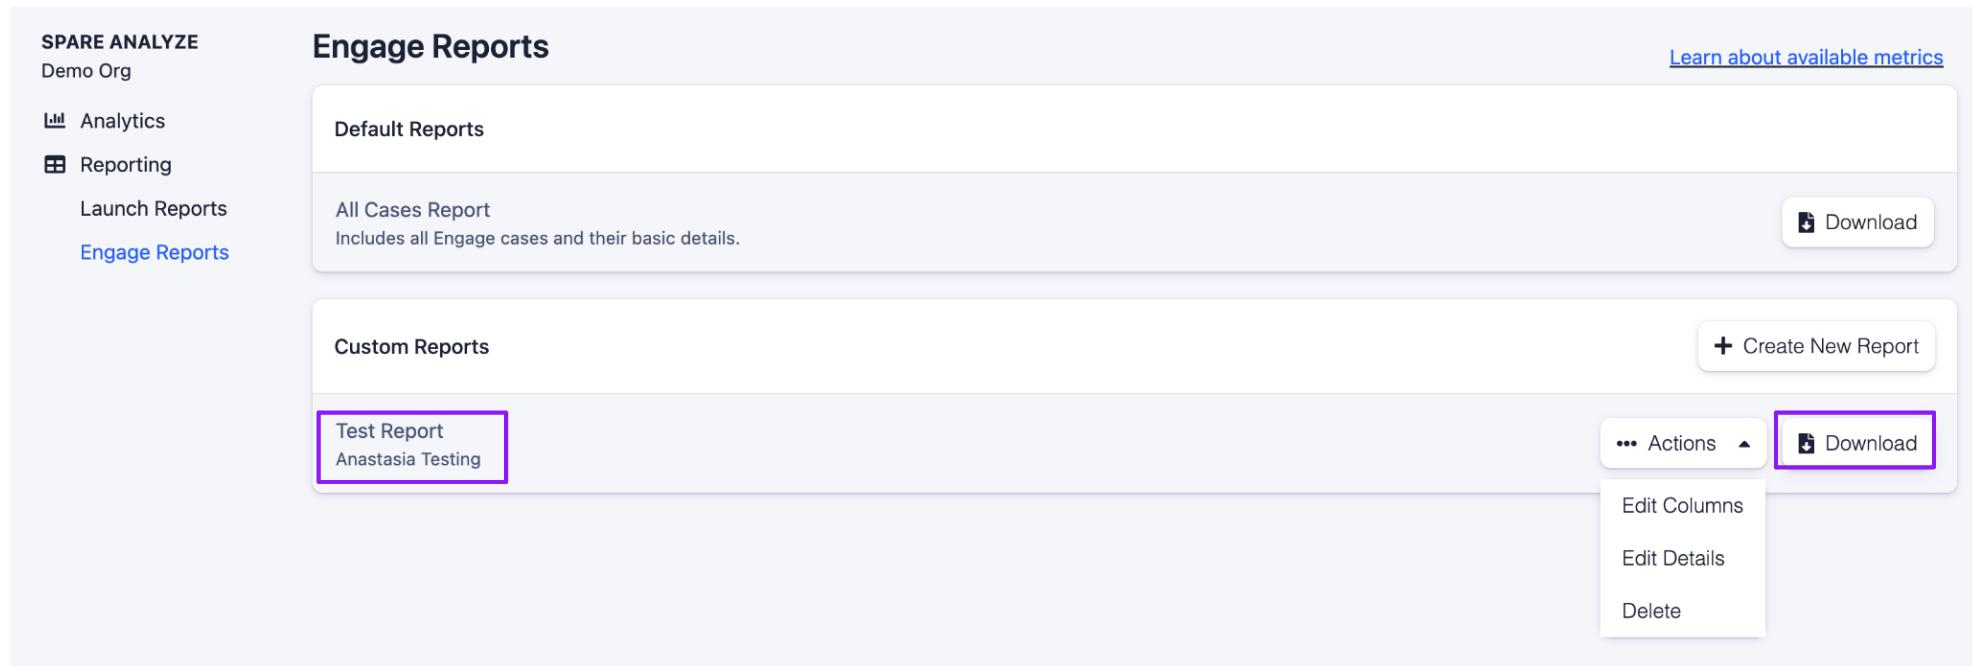 SPARE ANALYZE
Demo Org
Analytics
Reporting
Launch Reports
Engage Reports
Engage Reports
Learn about available metrics
Default Reports
All Cases Report
Includes all Engage cases and their basic details.
Download
Custom Reports
Create New Report
Test Report
Anastasia Testing
Actions
Download
Edit Columns
Edit Details
Delete